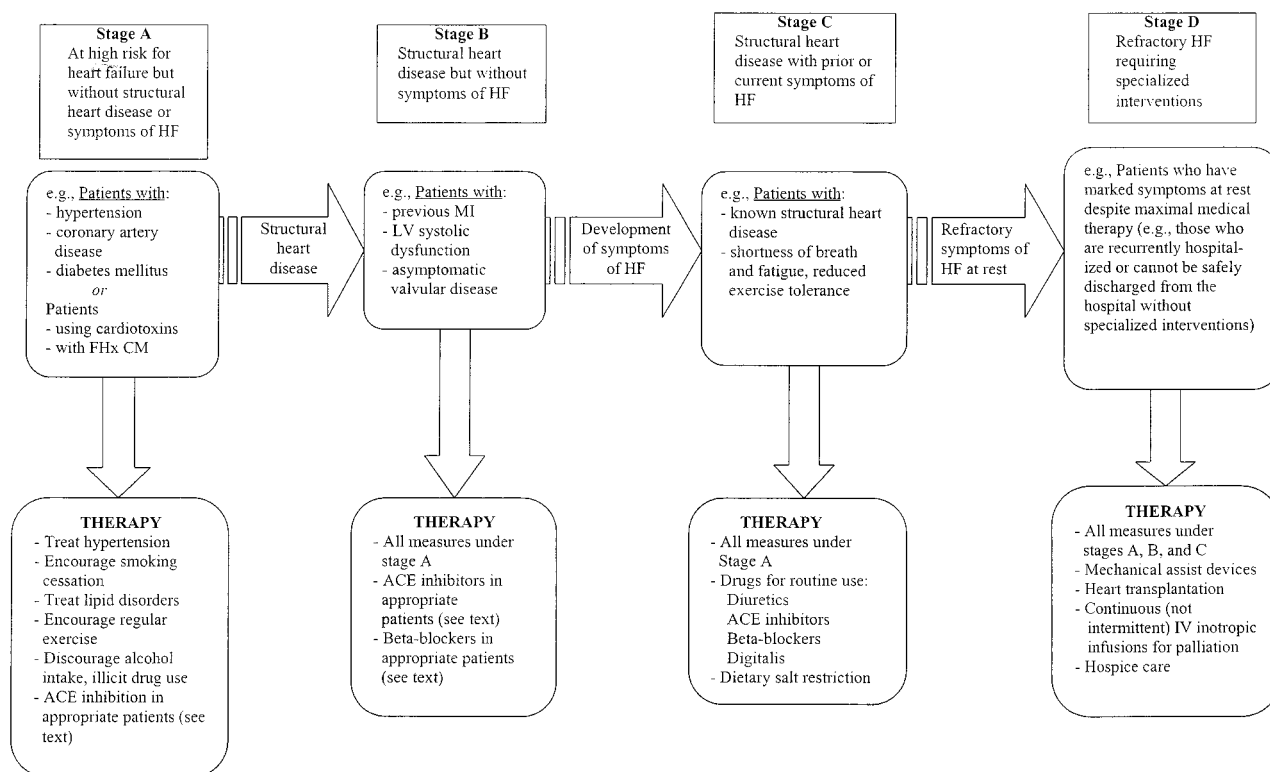 Stage A
At high risk for
heart failure but
without structural
heart disease or
symptoms of HF
Stage B
Structural heart
disease but without
symptoms of HF
Stage C
Structural heart
disease with prior or
current symptoms of
HF
Stage D
Refractory HF
requiring
specialized
interventions
e.g., Patients with:
- hypertension
- coronary artery
disease
- diabetes mellitus
or
Patients
- using cardiotoxins
- with FHx CM
Structural
heart
disease
e.g., Patients with:
- previous MI
- LV systolic
dysfunction
- asymptomatic
valvular disease
Development
of symptoms
of HF
e.g., Patients with:
- known structural heart
disease
- shortness of breath
and fatigue, reduced
exercise tolerance
Refractory
symptoms of
HF at rest
e.g., Patients who have
marked symptoms at rest
despite maximal medical
therapy (e.g., those who
are recurrently hospital-
ized or cannot be safely
discharged from the
hospital without
specialized interventions)
THERAPY
- Treat hypertension
- Encourage smoking
cessation
- Treat lipid disorders
- Encourage regular
exercise
- Discourage alcohol
intake, illicit drug use
- ACE inhibition in
appropriate patients (see
text)
THERAPY
- All measures under
stage A
- ACE inhibitors in
appropriate
patients (see text)
- Beta-blockers in
appropriate patients
(see text)
THERAPY
- All measures under
Stage A
- Drugs for routine use:
Diuretics
ACE inhibitors
Beta-blockers
Digitalis
- Dietary salt restriction
THERAPY
- All measures under
stages A, B, and C
- Mechanical assist devices
- Heart transplantation
- Continuous (not
intermittent) IV inotropic
infusions for palliation
- Hospice care